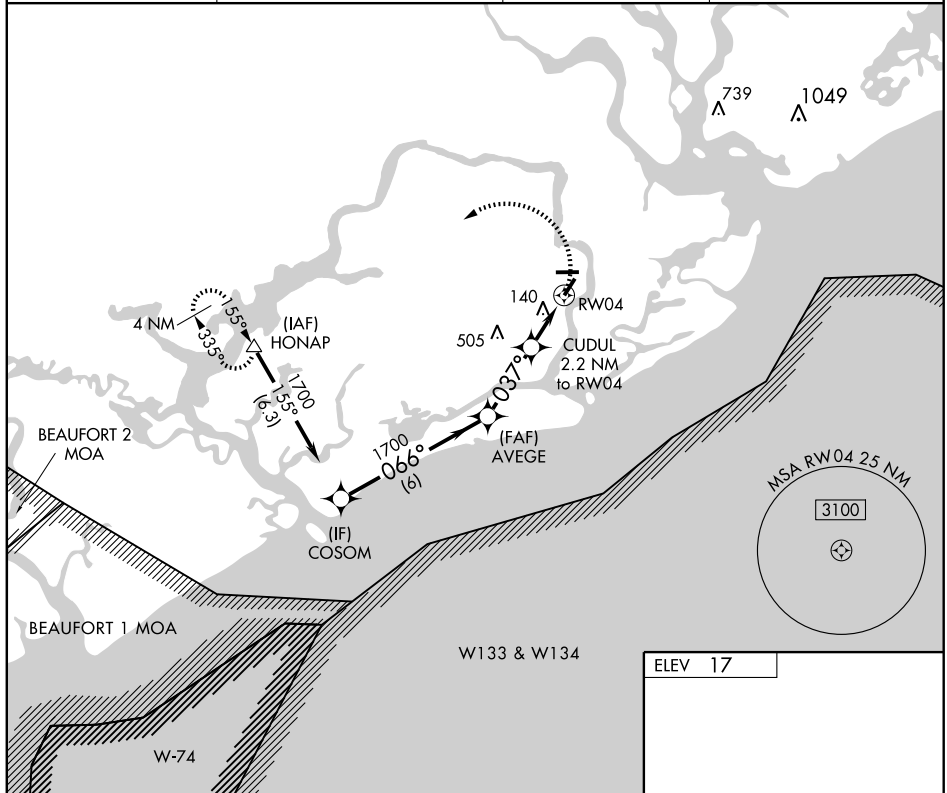 739
1049
140
RW04
505
CUDUL
2.2 NM
to RW04
037°
4 NM
155°
335°
(IAF)
HONAP
1700
155°
(6.3)
1700
066°
(6)
(FAF)
AVEGE
(IF)
COSOM
BEAUFORT 2
MOA
BEAUFORT 1 MOA
MSA RW04 25 NM
3100
W133 & W134
W-74
ELEV 17